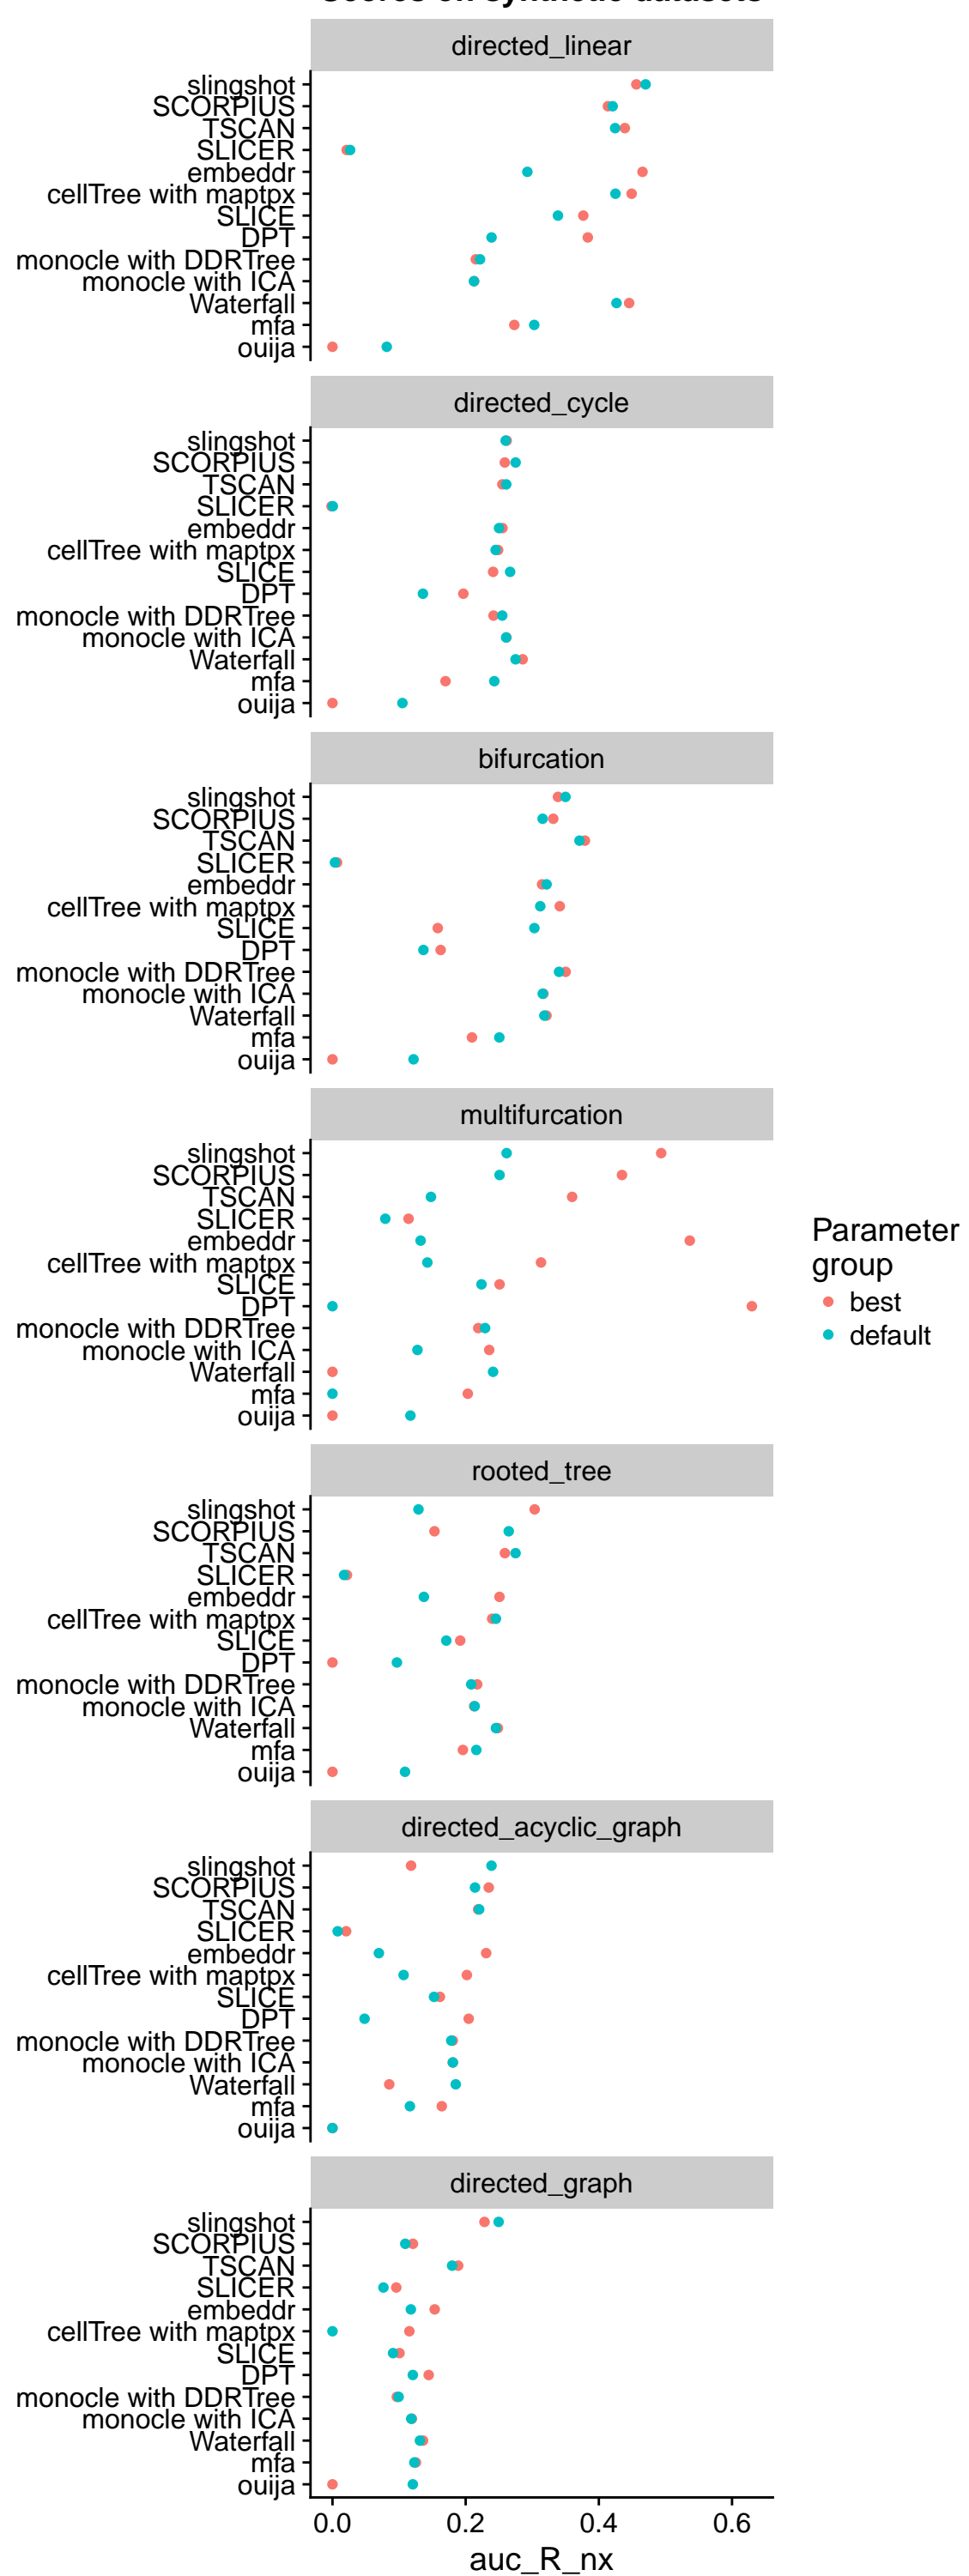 Scores on synthetic datasets
directed_linear
slingshot
SCORPIUS
TSCAN
SLICER
embeddr
cellTree with maptpx
SLICE
DPT
monocle with DDRTree
monocle with ICA
Waterfall
mfa
ouija
directed_cycle
slingshot
SCORPIUS
TSCAN
SLICER
embeddr
cellTree with maptpx
SLICE
DPT
monocle with DDRTree
monocle with ICA
Waterfall
mfa
ouija
bifurcation
slingshot
SCORPIUS
TSCAN
SLICER
embeddr
cellTree with maptpx
SLICE
DPT
monocle with DDRTree
monocle with ICA
Waterfall
mfa
ouija
multifurcation
slingshot
SCORPIUS
TSCAN
SLICER
embeddr
cellTree with maptpx
SLICE
DPT
monocle with DDRTree
monocle with ICA
Waterfall
mfa
ouija
Parameter
group
best
default
rooted_tree
slingshot
SCORPIUS
TSCAN
SLICER
embeddr
cellTree with maptpx
SLICE
DPT
monocle with DDRTree
monocle with ICA
Waterfall
mfa
ouija
directed_acyclic_graph
slingshot
SCORPIUS
TSCAN
SLICER
embeddr
cellTree with maptpx
SLICE
DPT
monocle with DDRTree
monocle with ICA
Waterfall
mfa
ouija
directed_graph
slingshot
SCORPIUS
TSCAN
SLICER
embeddr
cellTree with maptpx
SLICE
DPT
monocle with DDRTree
monocle with ICA
Waterfall
mfa
ouija
0.0 0.2 0.4 0.6
auc_R_nx